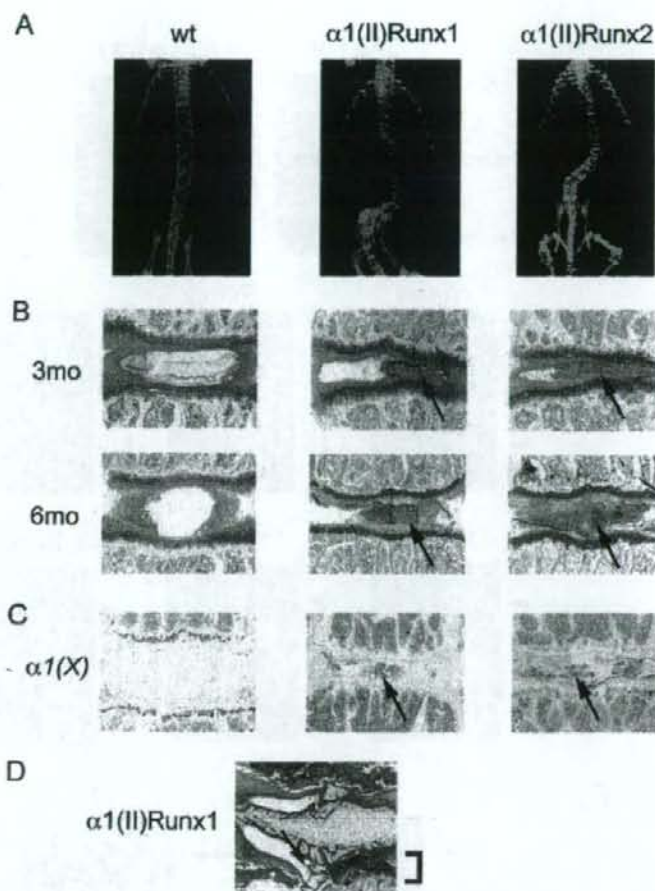 A
wt α1(II)Runx1 α1(II)Runx2
B
3mo
6mo
C
α1(X)
D
α1(II)Runx1